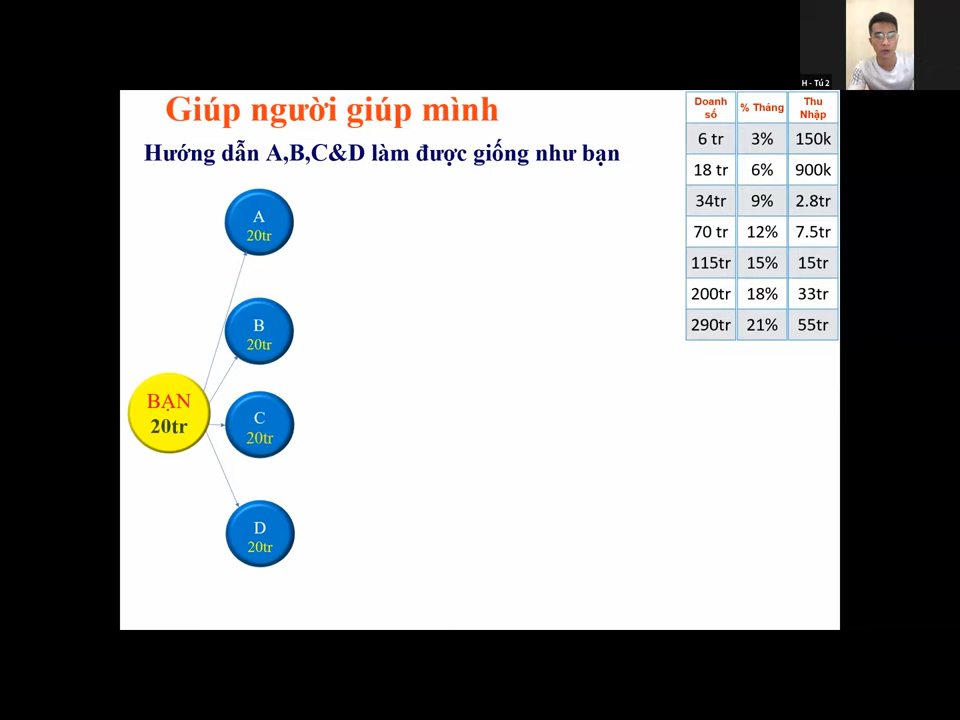 H - Tú 2
Giúp người giúp mình
Hướng dẫn A,B,C&D làm được giống như bạn
Doanh số % Tháng Thu Nhập
6 tr 3% 150k
18 tr 6% 900k
34tr 9% 2.8tr
70 tr 12% 7.5tr
115tr 15% 15tr
200tr 18% 33tr
290tr 21% 55tr
A
20tr
B
20tr
BẠN
20tr
C
20tr
D
20tr